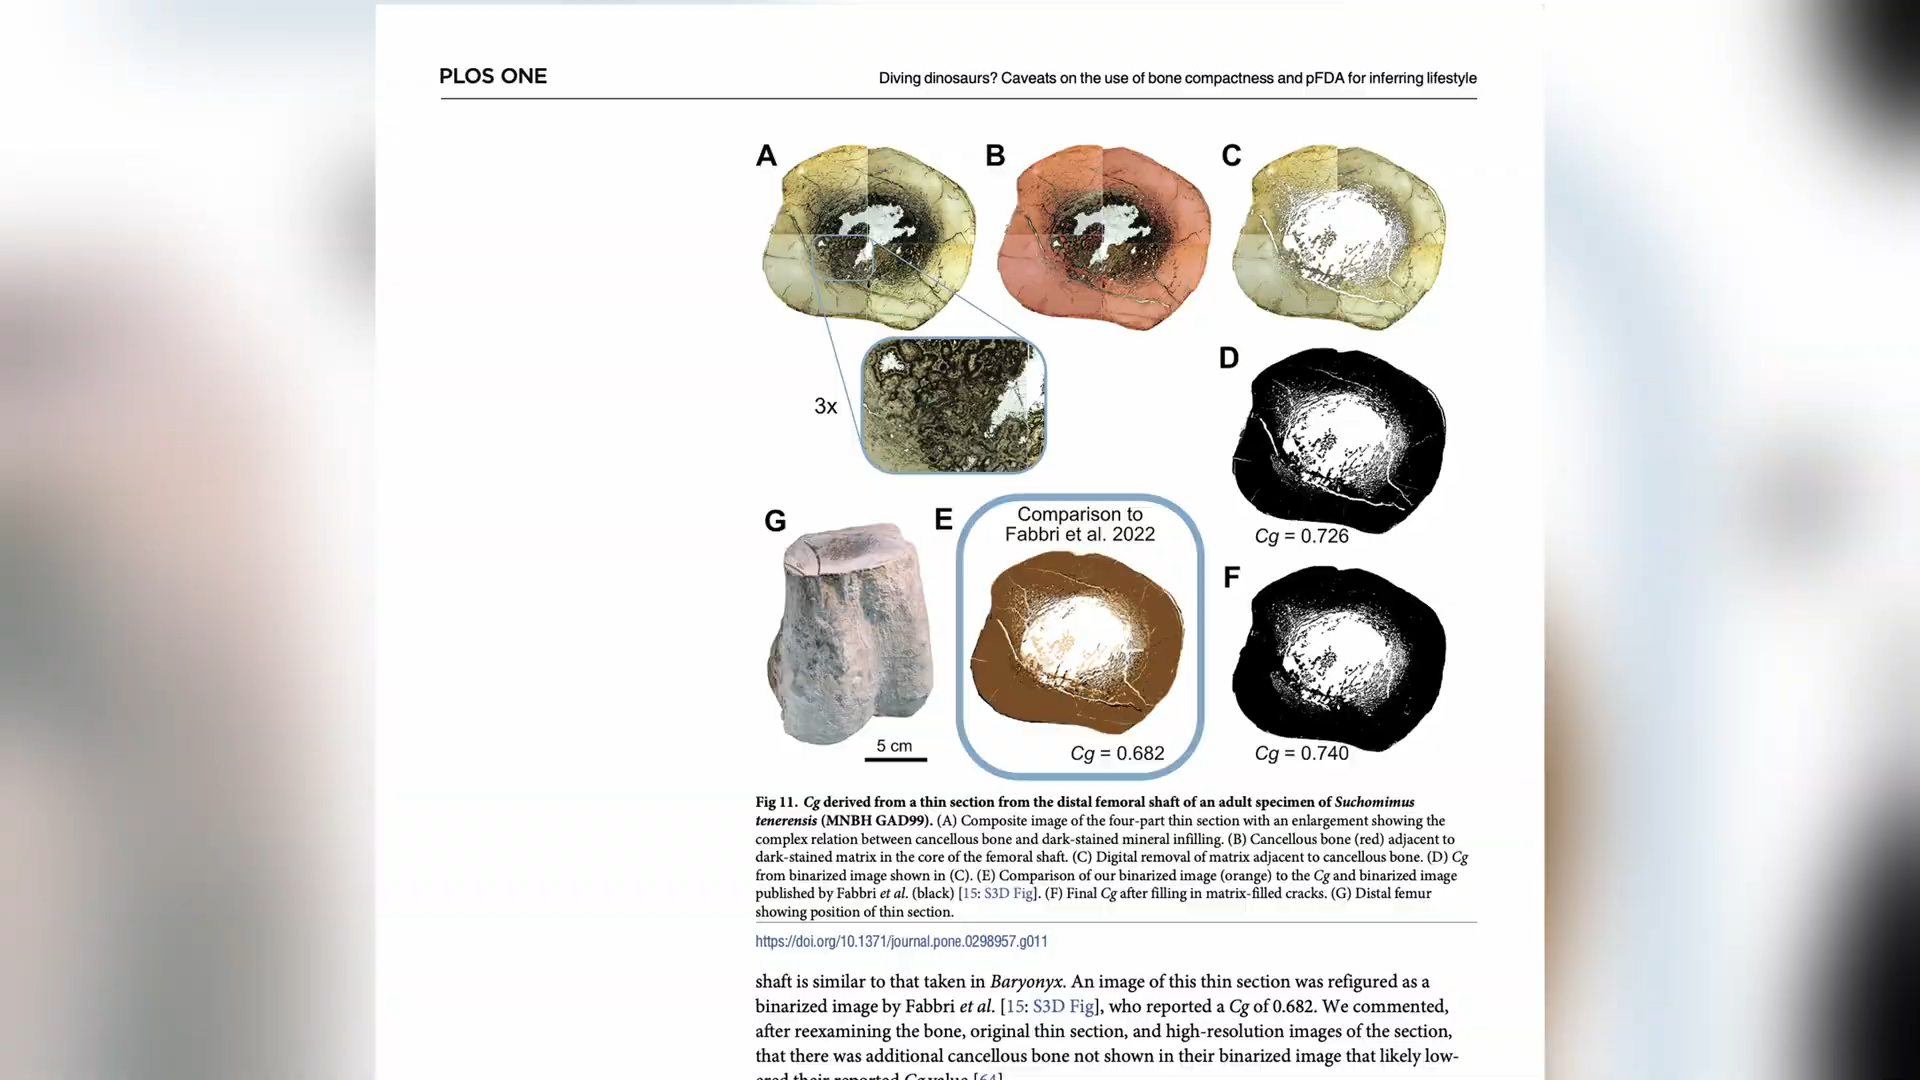 PLOS ONE
Diving dinosaurs? Caveats on the use of bone compactness and pFDA for inferring lifestyle
A
B
C
3x
D
Cg = 0.726
G
E
Comparison to
Fabbri et al. 2022
Cg = 0.682
F
Cg = 0.740
5 cm
Fig 11. Cg derived from a thin section from the distal femoral shaft of an adult specimen of Suchomimus
tenerensis (MNBH GAD99). (A) Composite image of the four-part thin section with an enlargement showing the
complex relation between cancellous bone and dark-stained mineral infilling. (B) Cancellous bone (red) adjacent to
dark-stained matrix in the core of the femoral shaft. (C) Digital removal of matrix adjacent to cancellous bone. (D) Cg
from binarized image shown in (C). (E) Comparison of our binarized image (orange) to the Cg and binarized image
published by Fabbri et al. (black) [15: S3D Fig]. (F) Final Cg after filling in matrix-filled cracks. (G) Distal femur
showing position of thin section.
https://doi.org/10.1371/journal.pone.0298957.g011
shaft is similar to that taken in Baryonyx. An image of this thin section was refigured as a
binarized image by Fabbri et al. [15: S3D Fig], who reported a Cg of 0.682. We commented,
after reexamining the bone, original thin section, and high-resolution images of the section,
that there was additional cancellous bone not shown in their binarized image that likely low-
ered their reported Cg value [64].